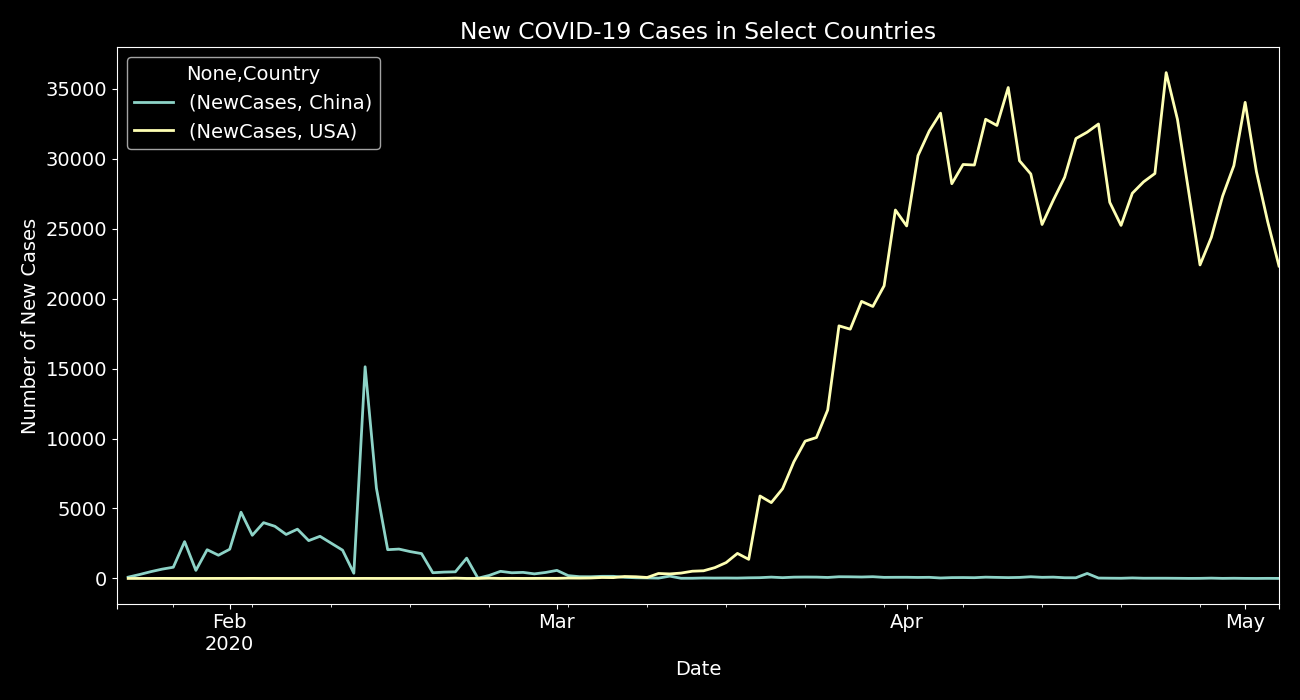 New COVID-19 Cases in Select Countries
None,Country
(NewCases, China)
(NewCases, USA)
Number of New Cases
35000
30000
25000
20000
15000
10000
5000
0
Feb
2020
Mar
Apr
May
Date